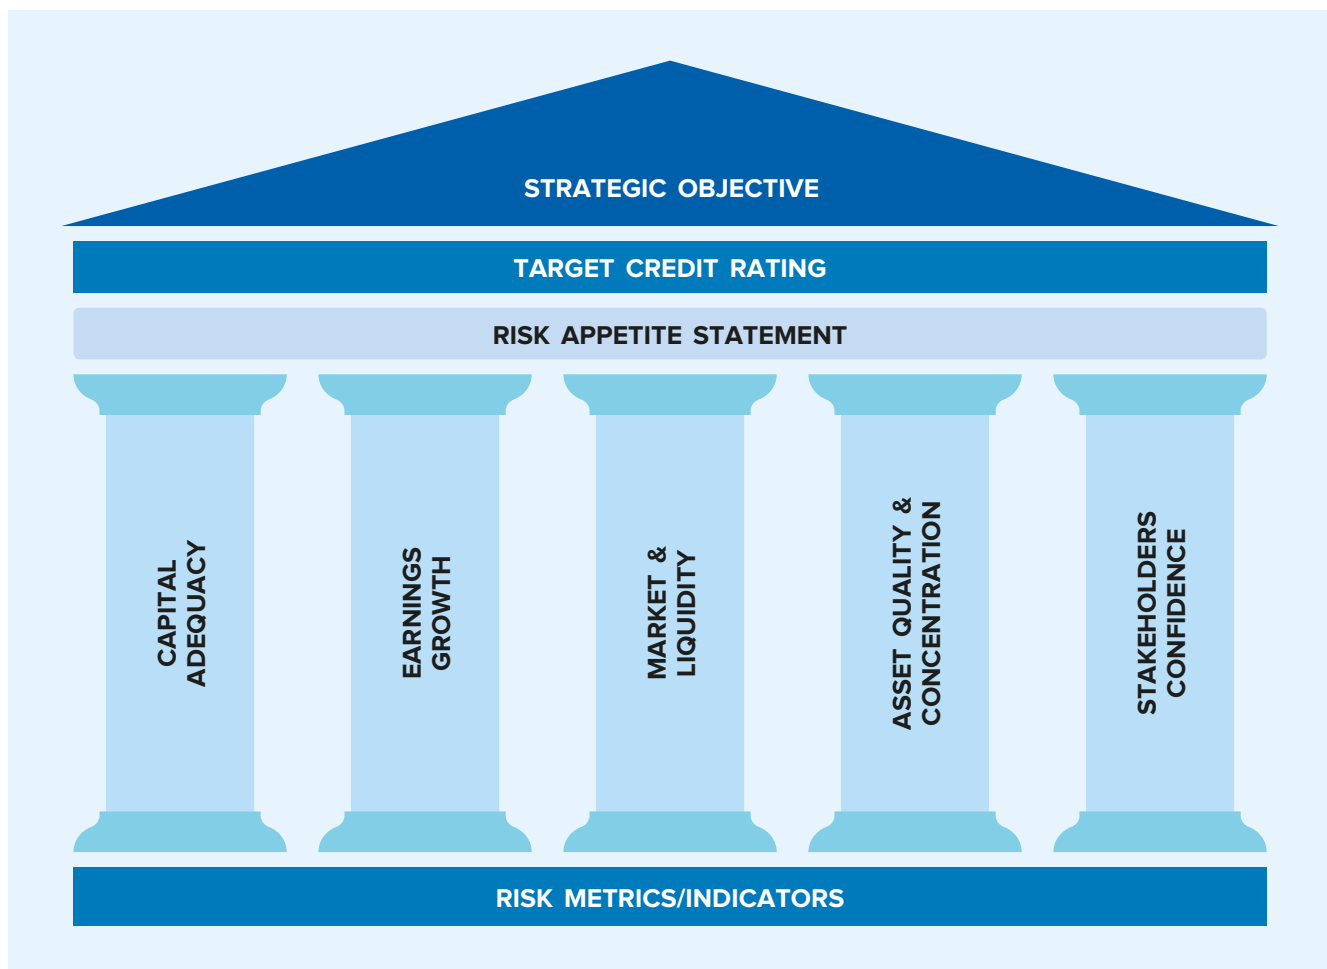 STRATEGIC OBJECTIVE
TARGET CREDIT RATING
RISK APPETITE STATEMENT
CAPITAL
ADEQUACY
EARNINGS
GROWTH
MARKET &
LIQUIDITY
ASSET QUALITY &
CONCENTRATION
STAKEHOLDERS
CONFIDENCE
RISK METRICS/INDICATORS